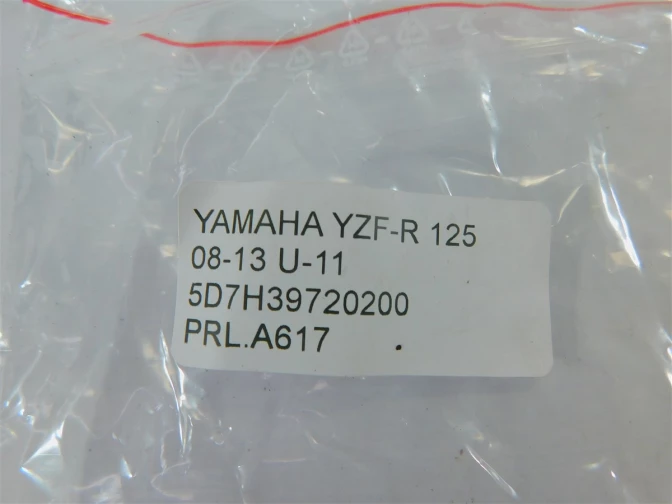 YAMAHA YZF-R 125
08-13 U-11
5D7H39720200
PRL.A617